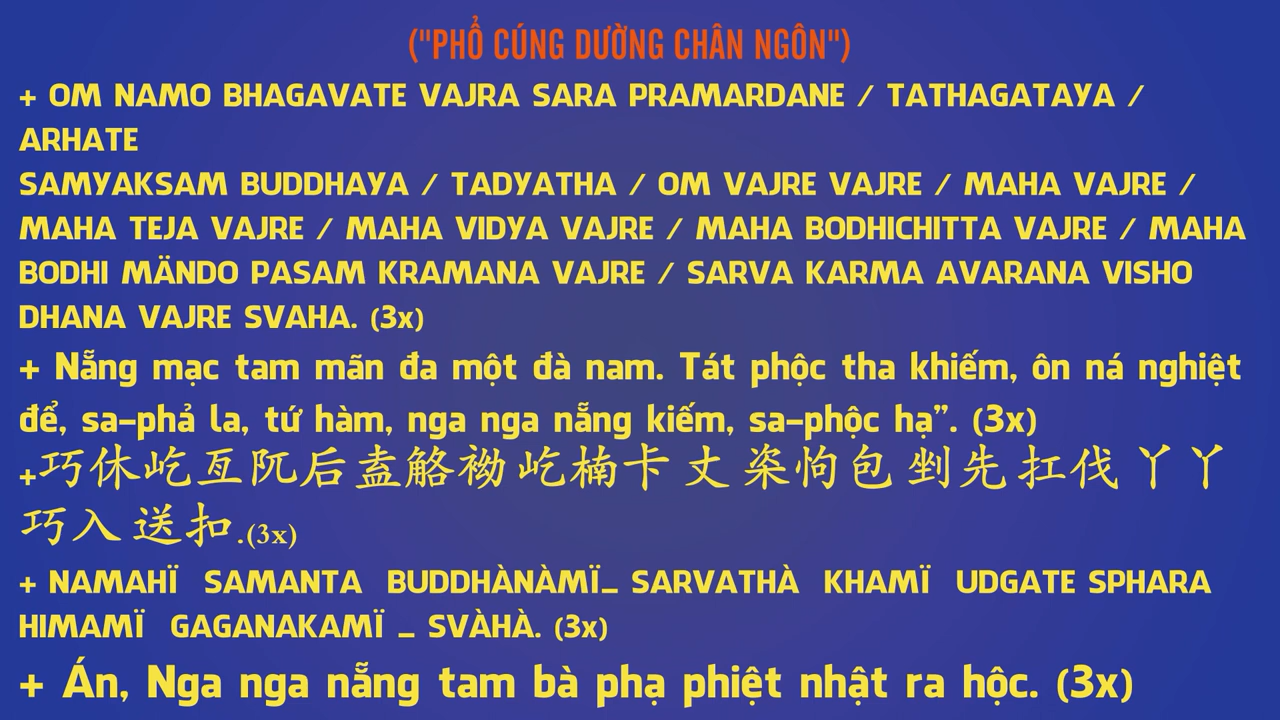 ("PHỔ CÚNG DƯỜNG CHÂN NGÔN")
+ OM NAMO BHAGAVATE VAJRA SARA PRAMARDANE / TATHAGATAYA /
ARHATE
SAMYAKSAM BUDDHAYA / TADYATHA / OM VAJRE VAJRE / MAHA VAJRE /
MAHA TEJA VAJRE / MAHA VIDYA VAJRE / MAHA BODHICHITTA VAJRE / MAHA
BODHI MÄNDO PASAM KRAMANA VAJRE / SARVA KARMA AVARANA VISHO
DHANA VAJRE SVAHA. (3x)
+ Nẵng mạc tam mãn đa một đà nam. Tát phộc tha khiếm, ôn ná nghiệt
để, sa-phả la, tứ hàm, nga nga nẵng kiếm, sa-phộc hạ”. (3x)
+巧休屹亙阢后盍觡袎屹楠卡丈楶怐包剉先扛伐丫丫
巧入送扣.(3x)
+ NAMAHÏ SAMANTA BUDDHÀNÀMÏ_ SARVATHÀ KHAMÏ UDGATE SPHARA
HIMAMÏ GAGANAKAMÏ _ SVÀHÀ. (3x)
+ Án, Nga nga nẵng tam bà phạ phiệt nhật ra hộc. (3x)